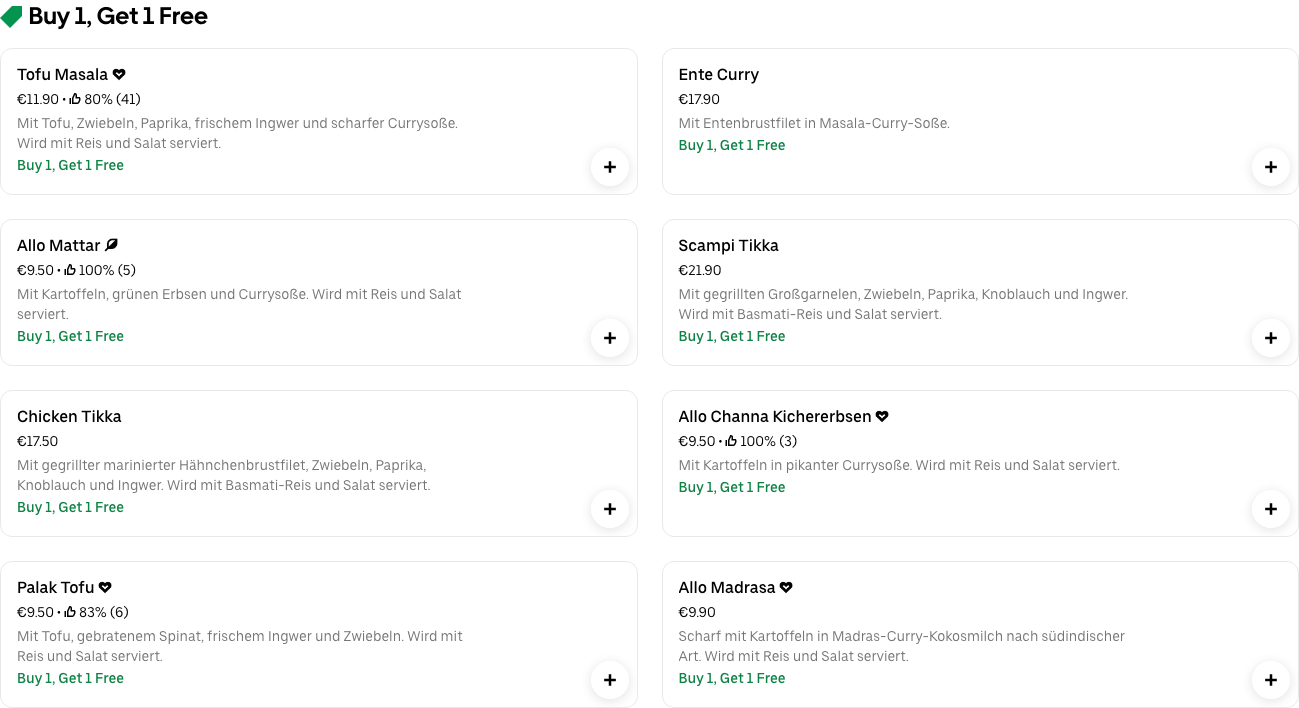 Buy 1, Get 1 Free
Tofu Masala
€11.90 • 80% (41)
Mit Tofu, Zwiebeln, Paprika, frischem Ingwer und scharfer Currysoße.
Wird mit Reis und Salat serviert.
Buy 1, Get 1 Free
Ente Curry
€17.90
Mit Entenbrustfilet in Masala-Curry-Soße.
Buy 1, Get 1 Free
Allo Mattar
€9.50 • 100% (5)
Mit Kartoffeln, grünen Erbsen und Currysoße. Wird mit Reis und Salat
serviert.
Buy 1, Get 1 Free
Scampi Tikka
€21.90
Mit gegrillten Großgarnelen, Zwiebeln, Paprika, Knoblauch und Ingwer.
Wird mit Basmati-Reis und Salat serviert.
Buy 1, Get 1 Free
Chicken Tikka
€17.50
Mit gegrillter marinierter Hähnchenbrustfilet, Zwiebeln, Paprika,
Knoblauch und Ingwer. Wird mit Basmati-Reis und Salat serviert.
Buy 1, Get 1 Free
Allo Channa Kichererbsen
€9.50 • 100% (3)
Mit Kartoffeln in pikanter Currysoße. Wird mit Reis und Salat serviert.
Buy 1, Get 1 Free
Palak Tofu
€9.50 • 83% (6)
Mit Tofu, gebratenem Spinat, frischem Ingwer und Zwiebeln. Wird mit
Reis und Salat serviert.
Buy 1, Get 1 Free
Allo Madrasa
€9.90
Scharf mit Kartoffeln in Madras-Curry-Kokosmilch nach südindischer
Art. Wird mit Reis und Salat serviert.
Buy 1, Get 1 Free